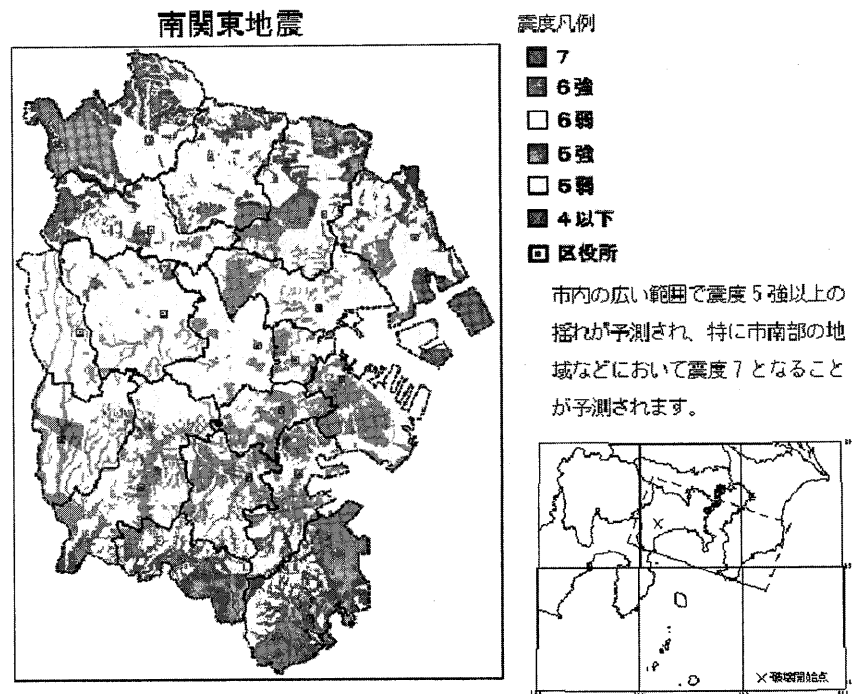 南関東地震
震度凡例
7
6強
6弱
5強
5弱
4以下
区役所
市内の広い範囲で震度5強以上の
揺れが予測され、特に市南部の地
域などにおいて震度7となること
が予測されます。
×破壊開始点